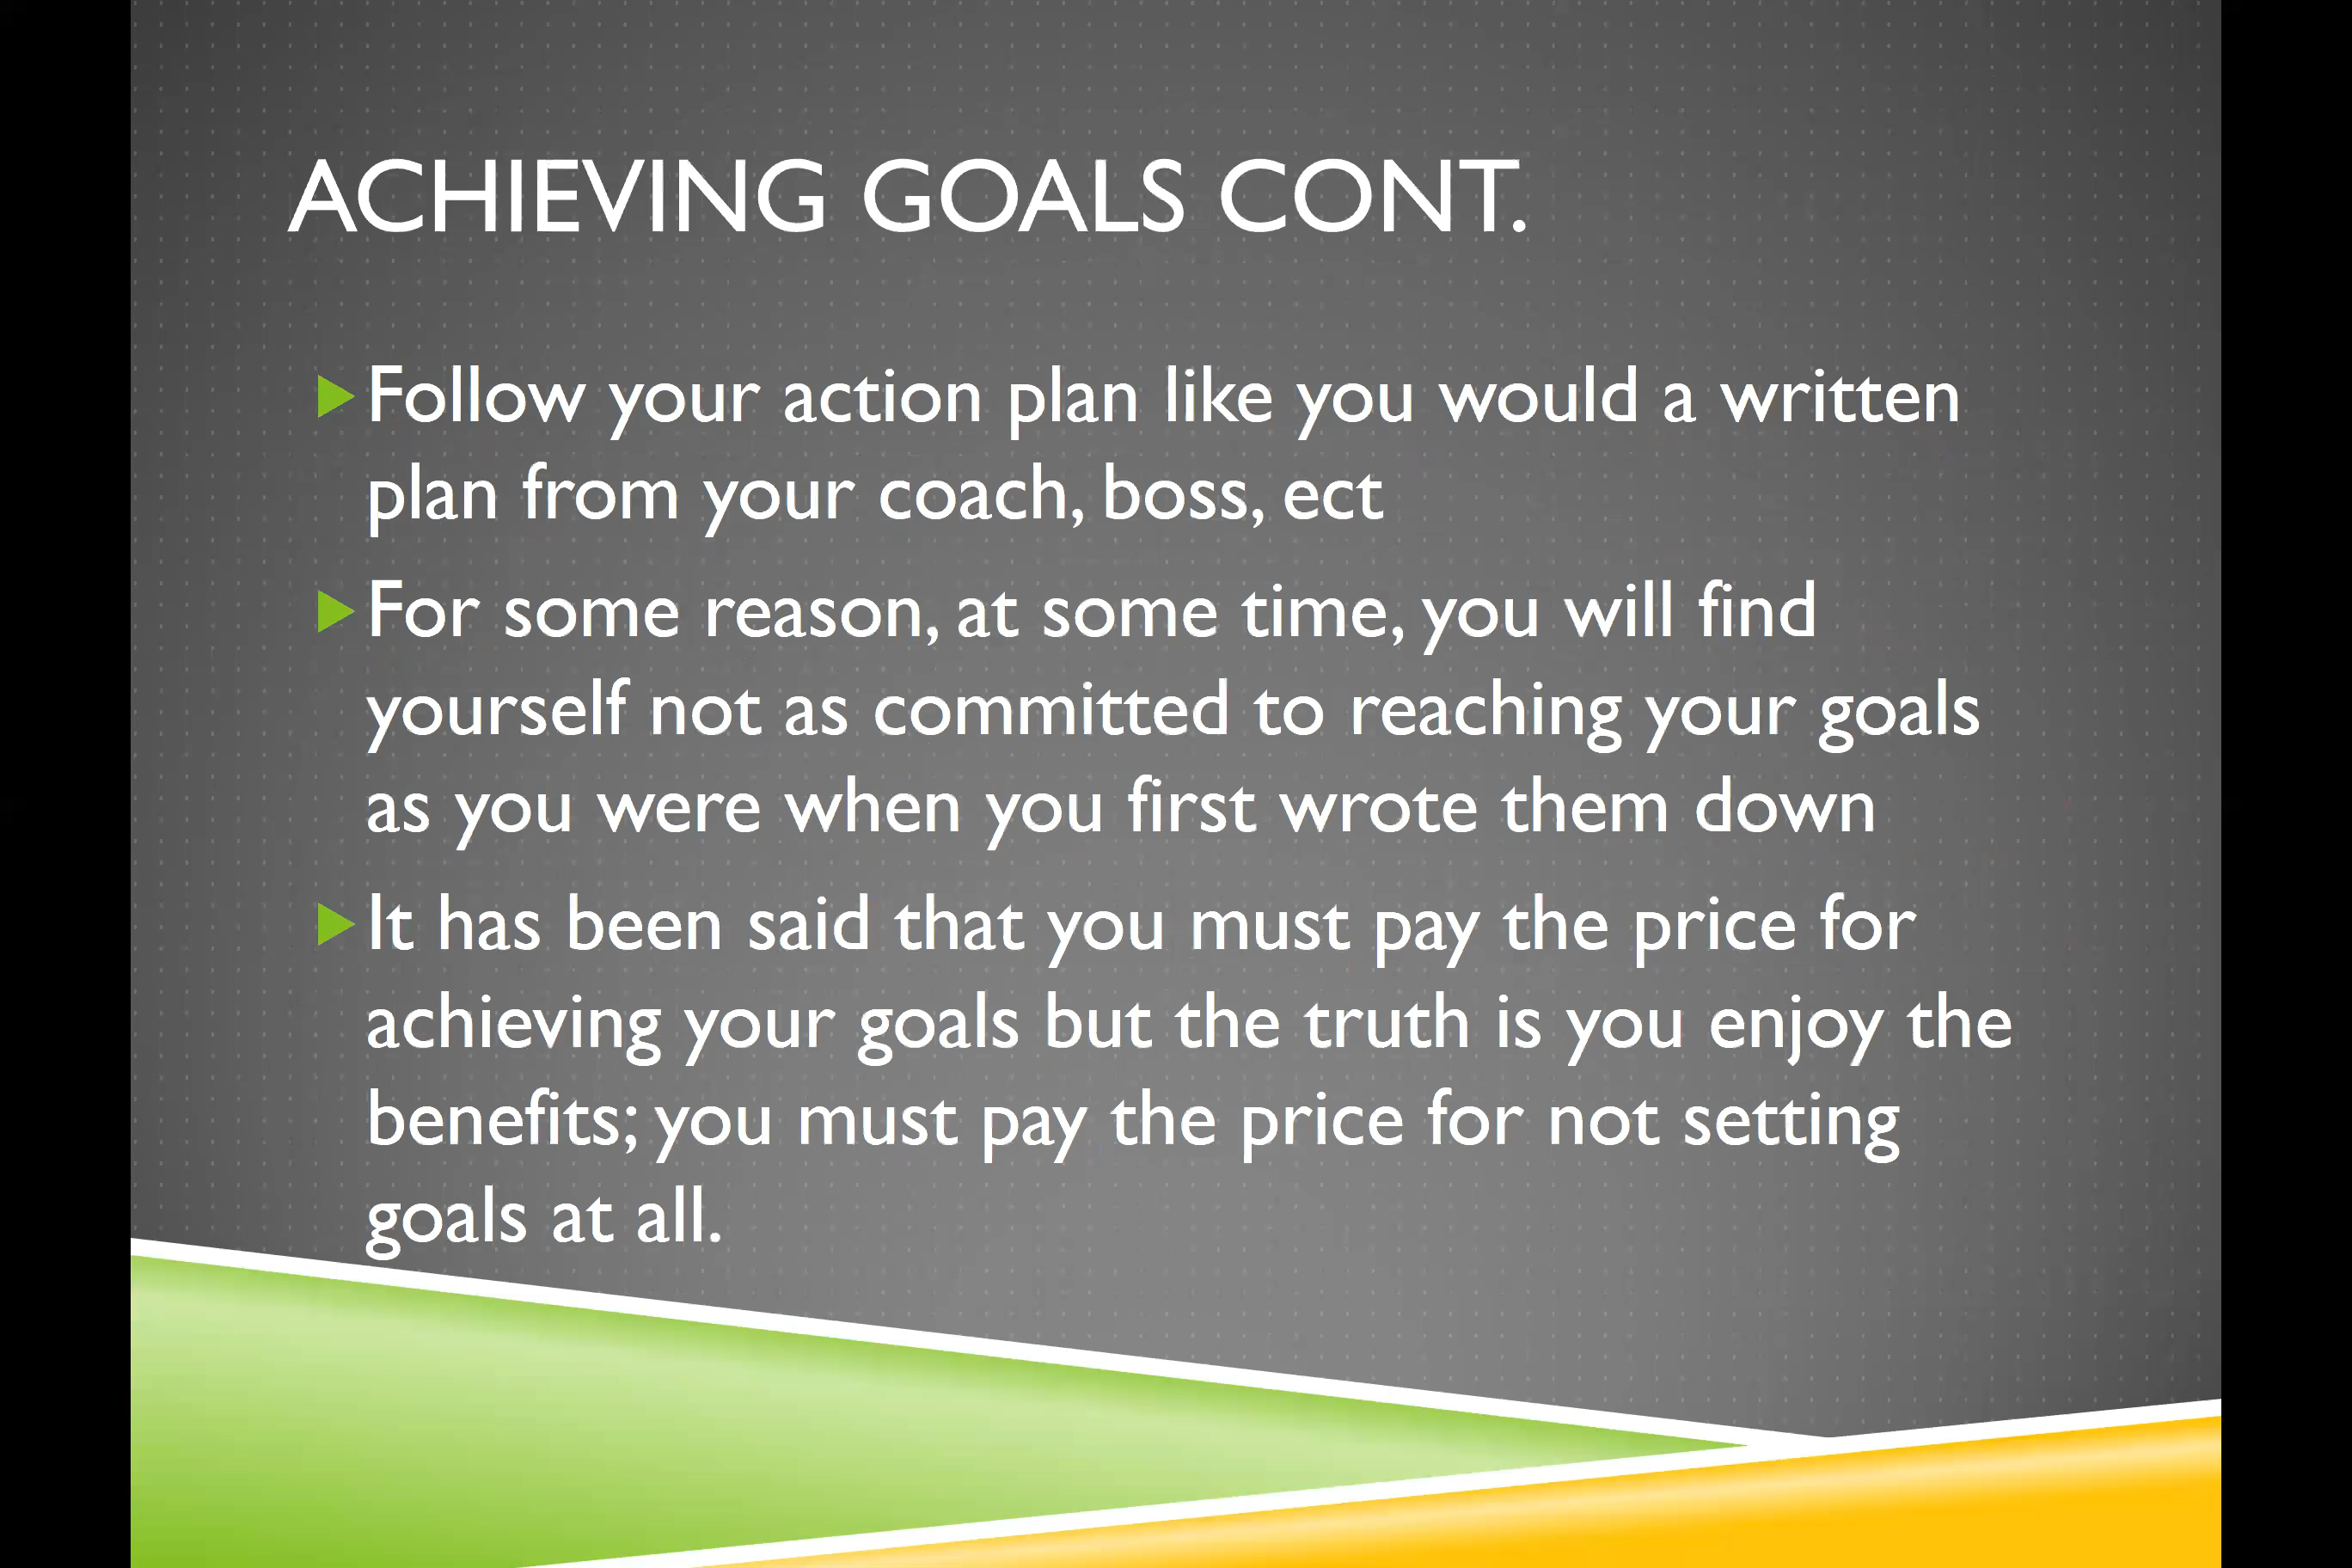 ACHIEVING GOALS CONT.
Follow your action plan like you would a written
plan from your coach, boss, ect
For some reason, at some time, you will find
yourself not as committed to reaching your goals
as you were when you first wrote them down
It has been said that you must pay the price for
achieving your goals but the truth is you enjoy the
benefits; you must pay the price for not setting
goals at all.